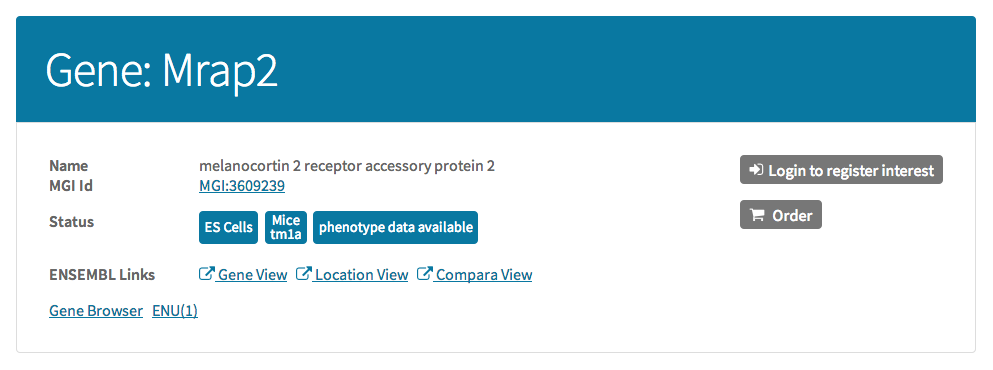 Gene: Mrap2
Name melanocortin 2 receptor accessory protein 2
MGI Id MGI:3609239
Login to register interest
Status ES Cells Mice tm1a phenotype data available
Order
ENSEMBL Links Gene View Location View Compara View
Gene Browser ENU(1)